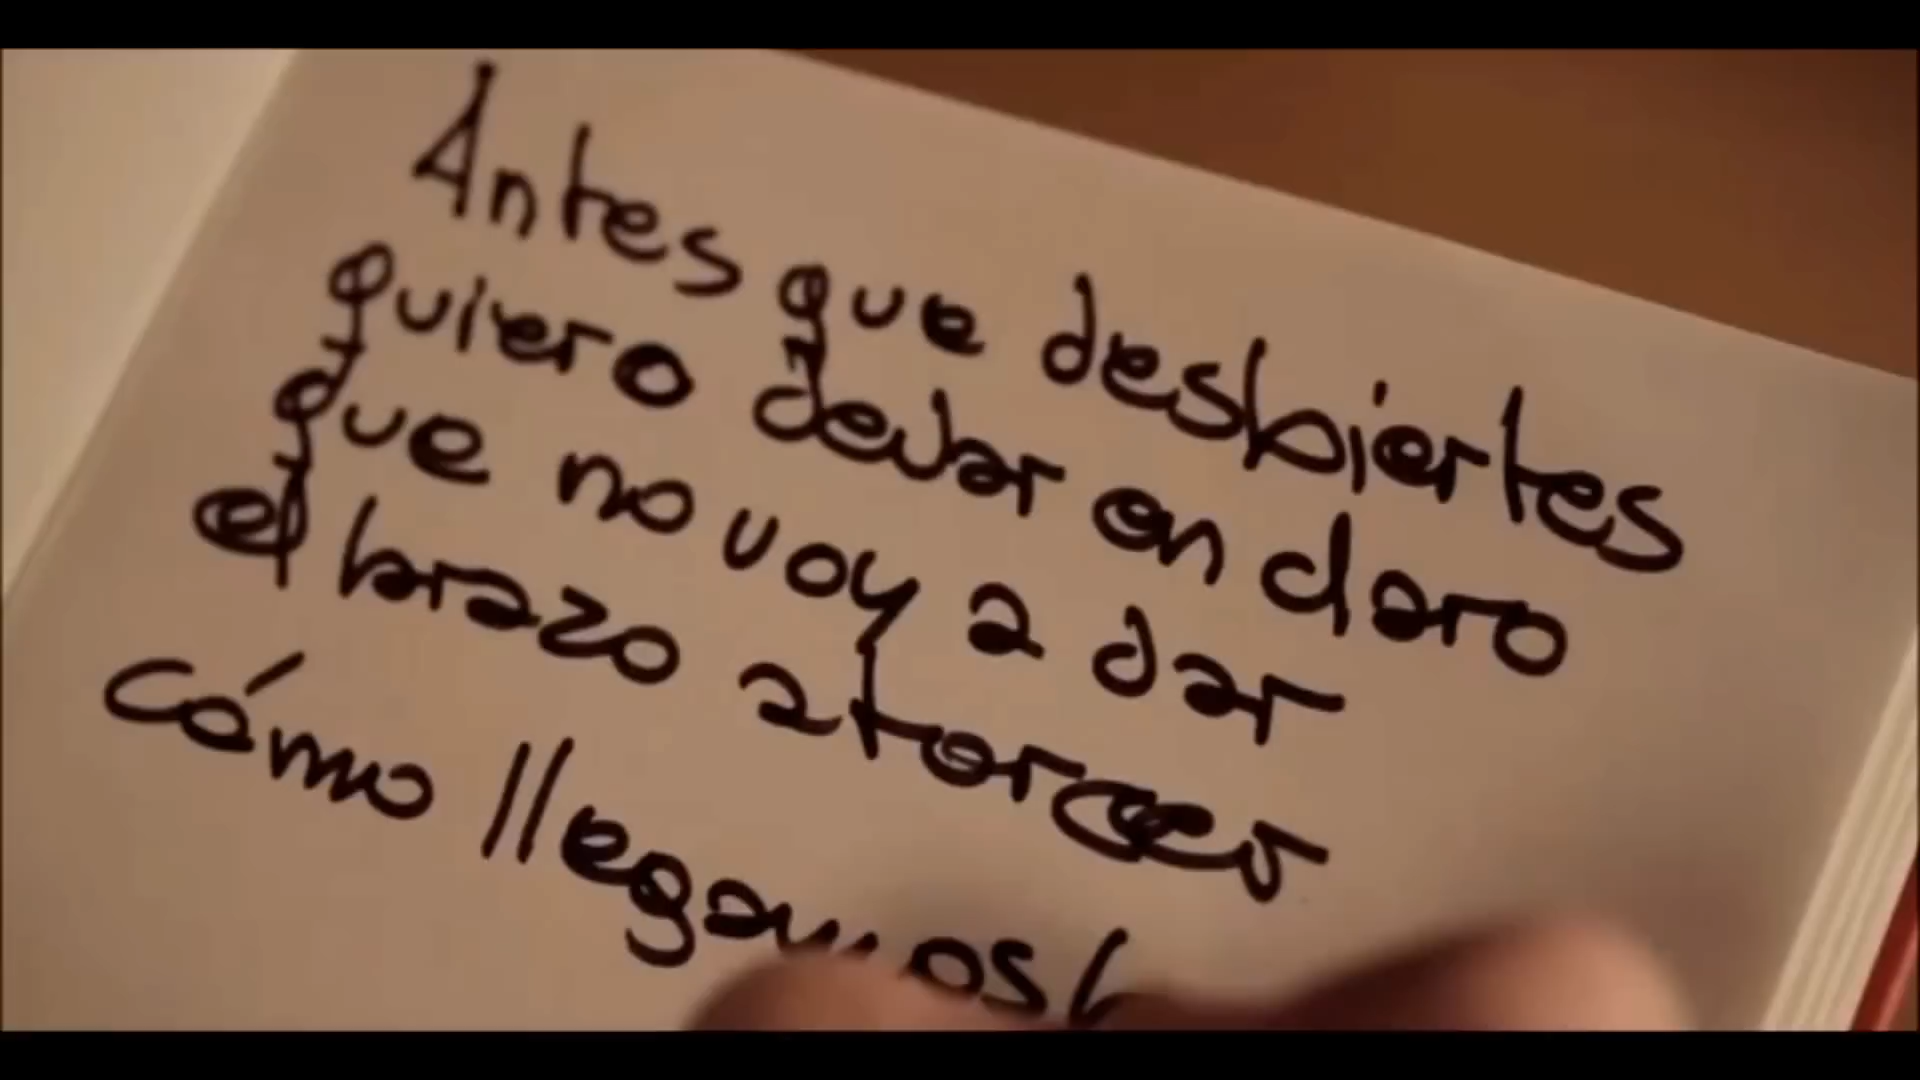 Antes que desbiertes
quiero dejar en claro
que no voy a dar
el brazo a torcer
cómo llegamos